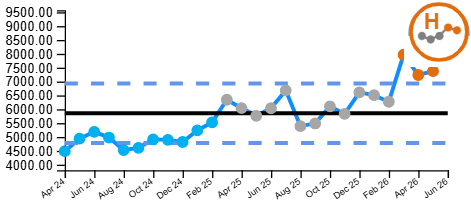 9500.00
9000.00
8500.00
8000.00
7500.00
7000.00
6500.00
6000.00
5500.00
5000.00
4500.00
4000.00
H
Apr 24
Jun 24
Aug 24
Oct 24
Dec 24
Feb 25
Apr 25
Jun 25
Aug 25
Oct 25
Dec 25
Feb 26
Apr 26
Jun 26